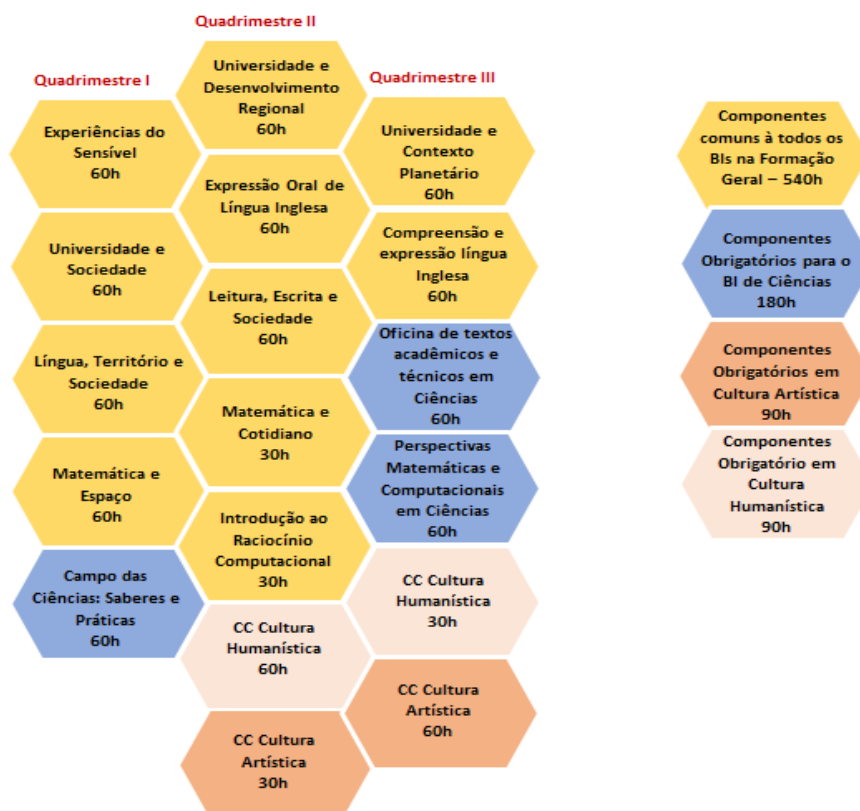 Quadrimestre I
Experiências do
Sensível
60h
Universidade e
Sociedade
60h
Língua, Território e
Sociedade
60h
Matemática e
Espaço
60h
Campo das
Ciências: Saberes e
Práticas
60h
Quadrimestre II
Universidade e
Desenvolvimento
Regional
60h
Expressão Oral de
Língua Inglesa
60h
Leitura, Escrita e
Sociedade
60h
Matemática e
Cotidiano
30h
Introdução ao
Raciocínio
Computacional
30h
CC Cultura
Humanística
60h
CC Cultura
Artística
30h
Quadrimestre III
Universidade e
Contexto
Planetário
60h
Compreensão e
expressão língua
Inglesa
60h
Oficina de textos
acadêmicos e
técnicos em
Ciências
60h
Perspectivas
Matemáticas e
Computacionais
em Ciências
60h
CC Cultura
Humanística
30h
CC Cultura
Artística
60h
Componentes
comuns à todos os
BIs na Formação
Geral – 540h
Componentes
Obrigatórios para o
BI de Ciências
180h
Componentes
Obrigatórios em
Cultura Artística
90h
Componentes
Obrigatório em
Cultura
Humanística
90h